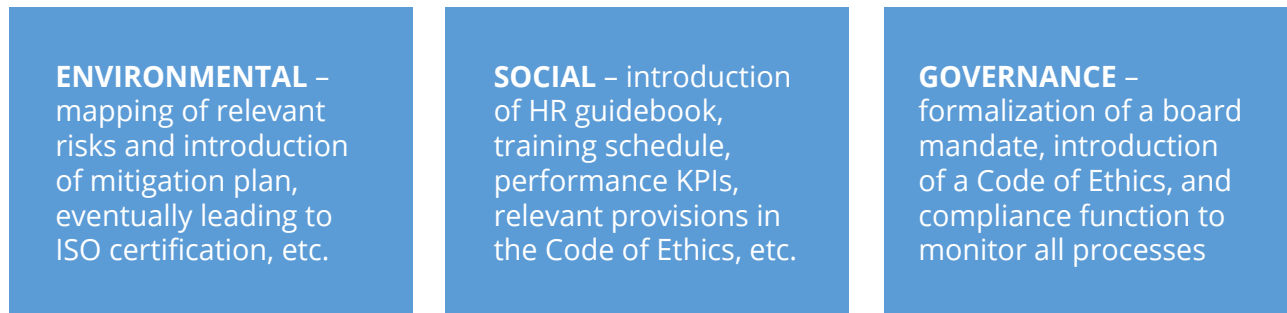 ENVIRONMENTAL –
mapping of relevant
risks and introduction
of mitigation plan,
eventually leading to
ISO certification, etc.
SOCIAL – introduction
of HR guidebook,
training schedule,
performance KPIs,
relevant provisions in
the Code of Ethics, etc.
GOVERNANCE –
formalization of a board
mandate, introduction
of a Code of Ethics, and
compliance function to
monitor all processes